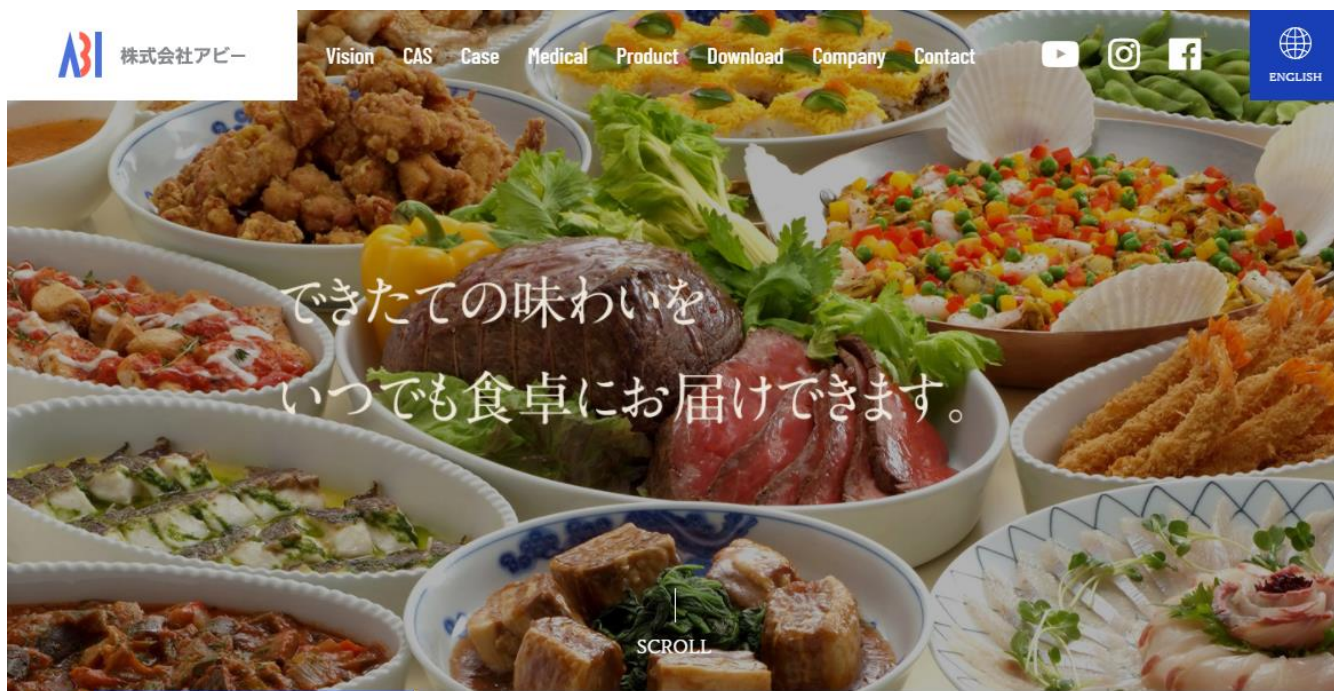 ABI 株式会社アビー
Vision CAS Case Medical Product Download Company Contact
ENGLISH
できたての味わいを
いつでも食卓にお届けできます。
SCROLL